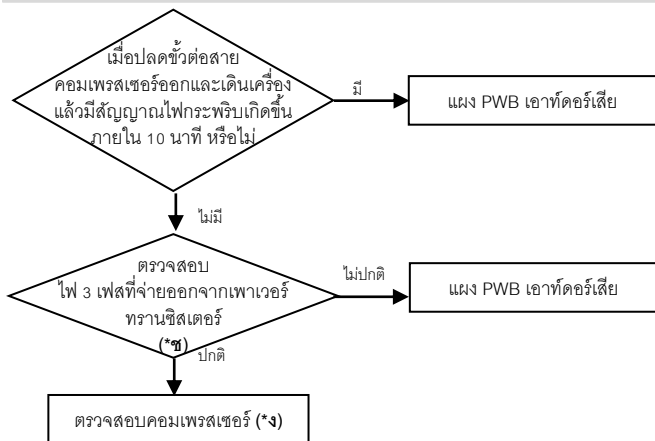 เมื่อปลดขั้วต่อสาย
คอมเพรสเซอร์ออกและเดินเครื่อง
แล้วมีสัญญาณไฟกระพริบเกิดขึ้น
ภายใน 10 นาที หรือไม่
มี
แผง PWB เอาท์ดอร์เสีย
ไม่มี
ตรวจสอบ
ไฟ 3 เฟสที่จ่ายออกจากเพาเวอร์
ทรานซิสเตอร์
(*ช)
ไม่ปกติ
แผง PWB เอาท์ดอร์เสีย
ปกติ
ตรวจสอบคอมเพรสเซอร์ (*ง)